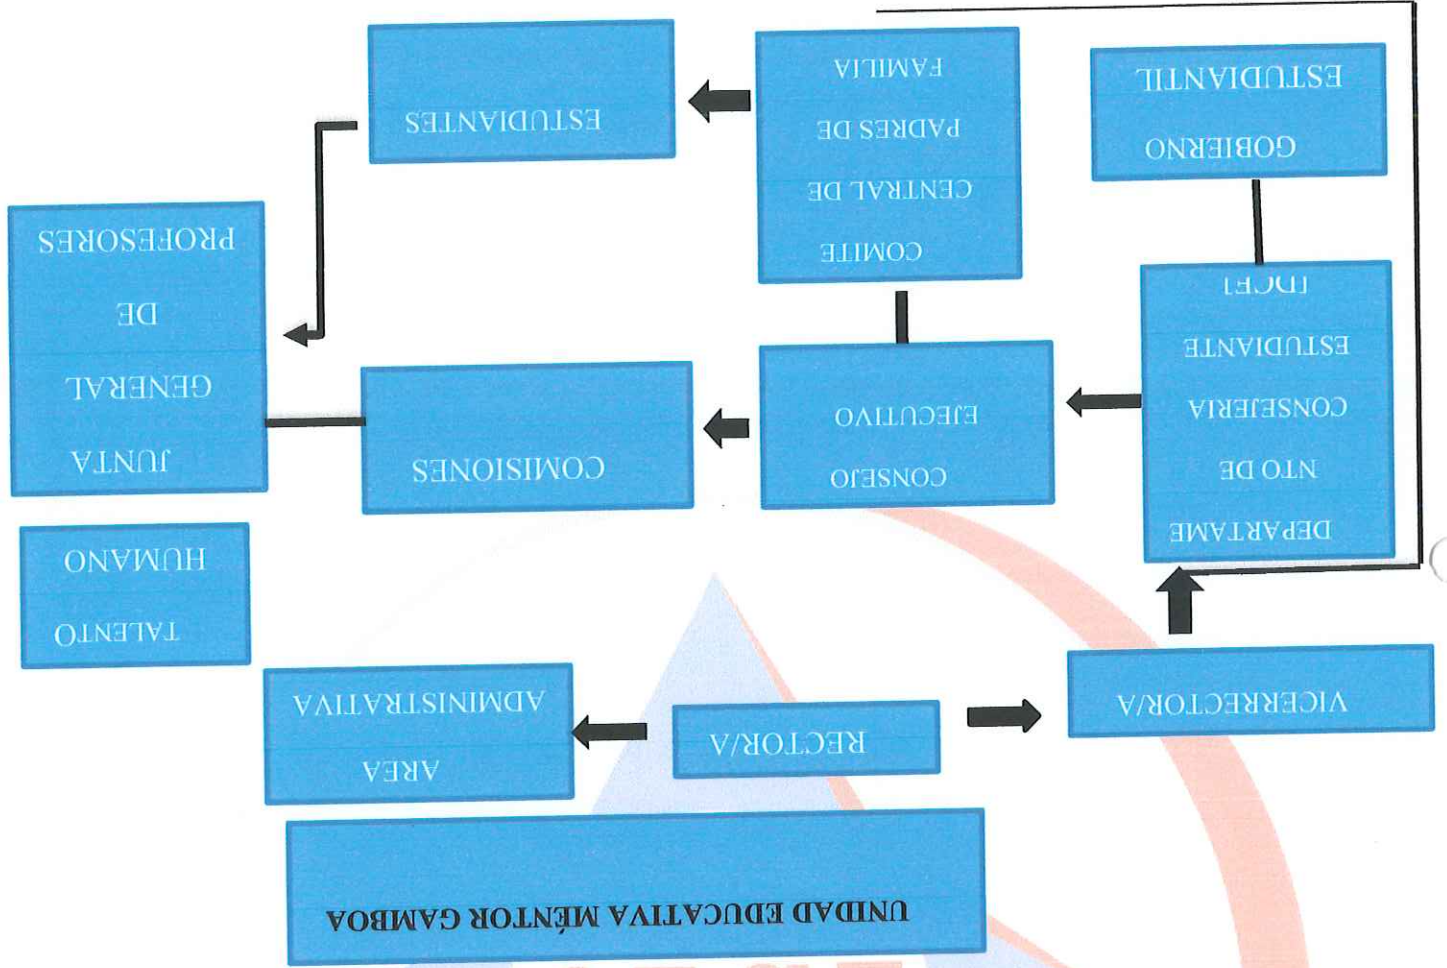 UNIDAD EDUCATIVA MÉNTOR GAMBOA
VICERRECTOR/A
RECTOR/A
AREA
ADMINISTRATIVA
TALENTO
HUMANO
DEPARTAME
NTO DE
CONSEJERIA
ESTUDIANTE
[DCE]
CONSEJO
EJECUTIVO
COMISIONES
JUNTA
GENERAL
DE
PROFESORES
GOBIERNO
ESTUDIANTIL
COMITE
CENTRAL DE
PADRES DE
FAMILIA
ESTUDIANTES